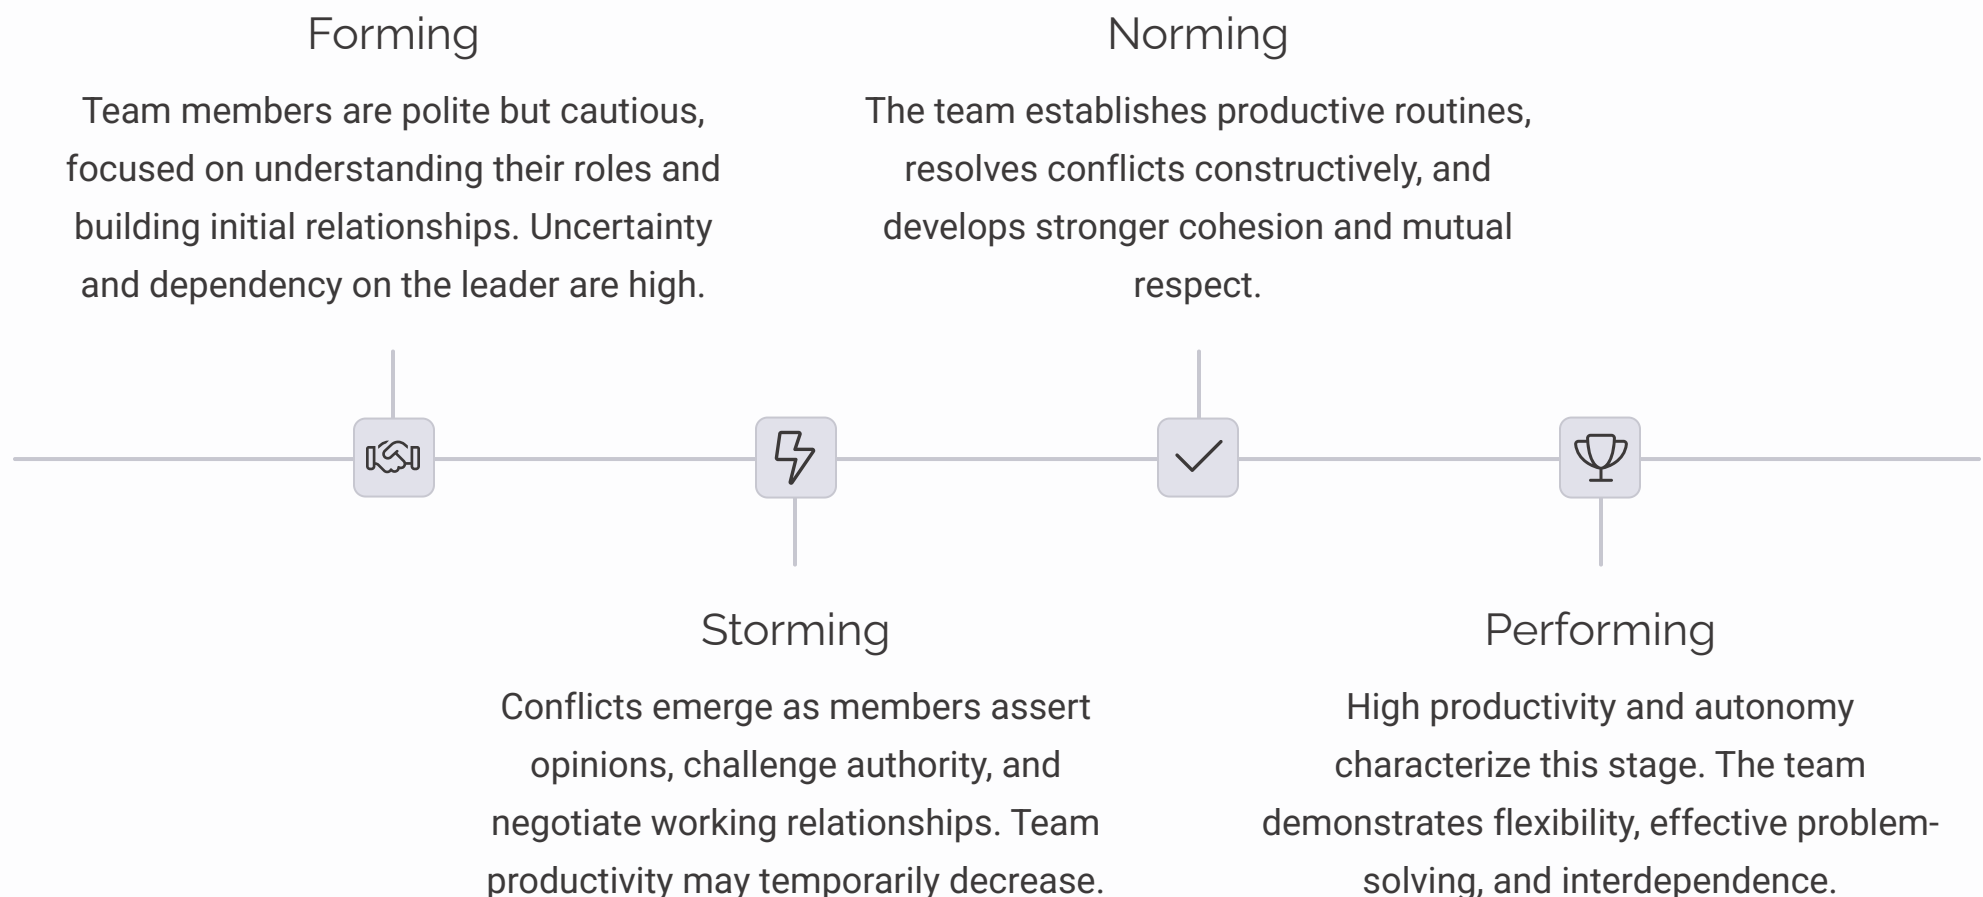 Forming
Team members are polite but cautious,
focused on understanding their roles and
building initial relationships. Uncertainty
and dependency on the leader are high.
Storming
Conflicts emerge as members assert
opinions, challenge authority, and
negotiate working relationships. Team
productivity may temporarily decrease.
Norming
The team establishes productive routines,
resolves conflicts constructively, and
develops stronger cohesion and mutual
respect.
Performing
High productivity and autonomy
characterize this stage. The team
demonstrates flexibility, effective problem-
solving, and interdependence.